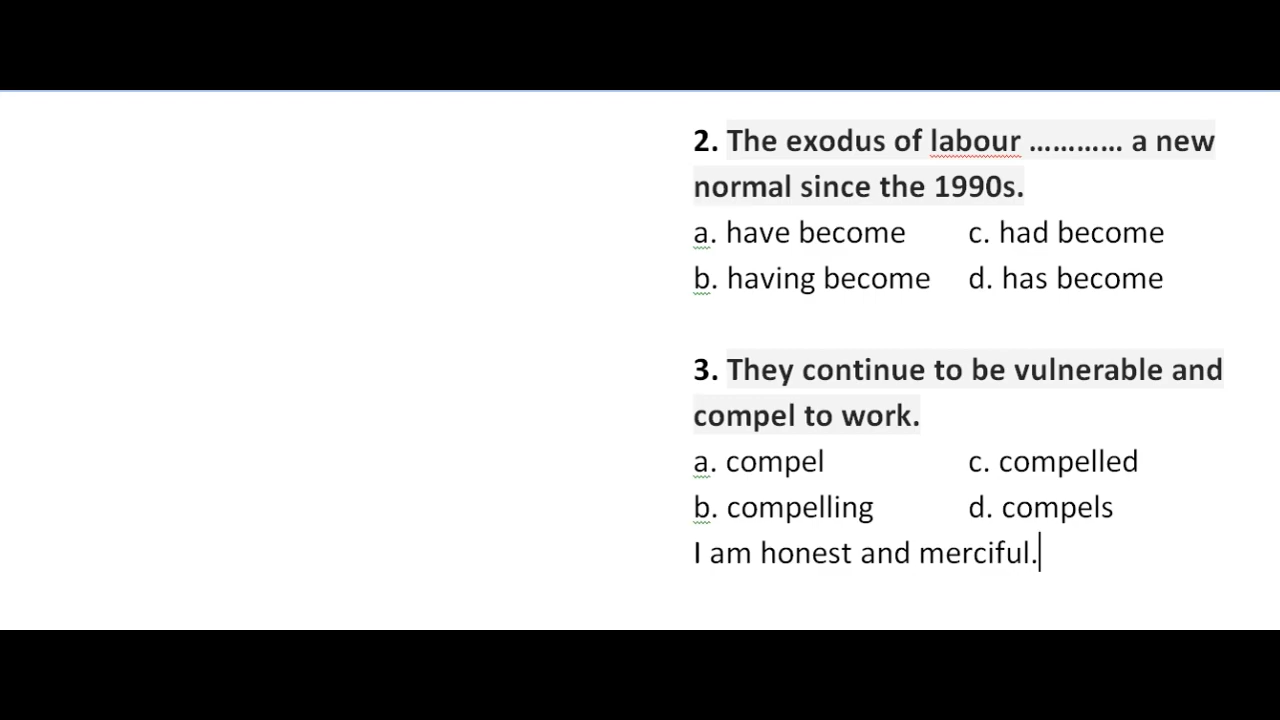 2. The exodus of labour ………… a new
normal since the 1990s.
a. have become c. had become
b. having become d. has become
3. They continue to be vulnerable and
compel to work.
a. compel c. compelled
b. compelling d. compels
I am honest and merciful.